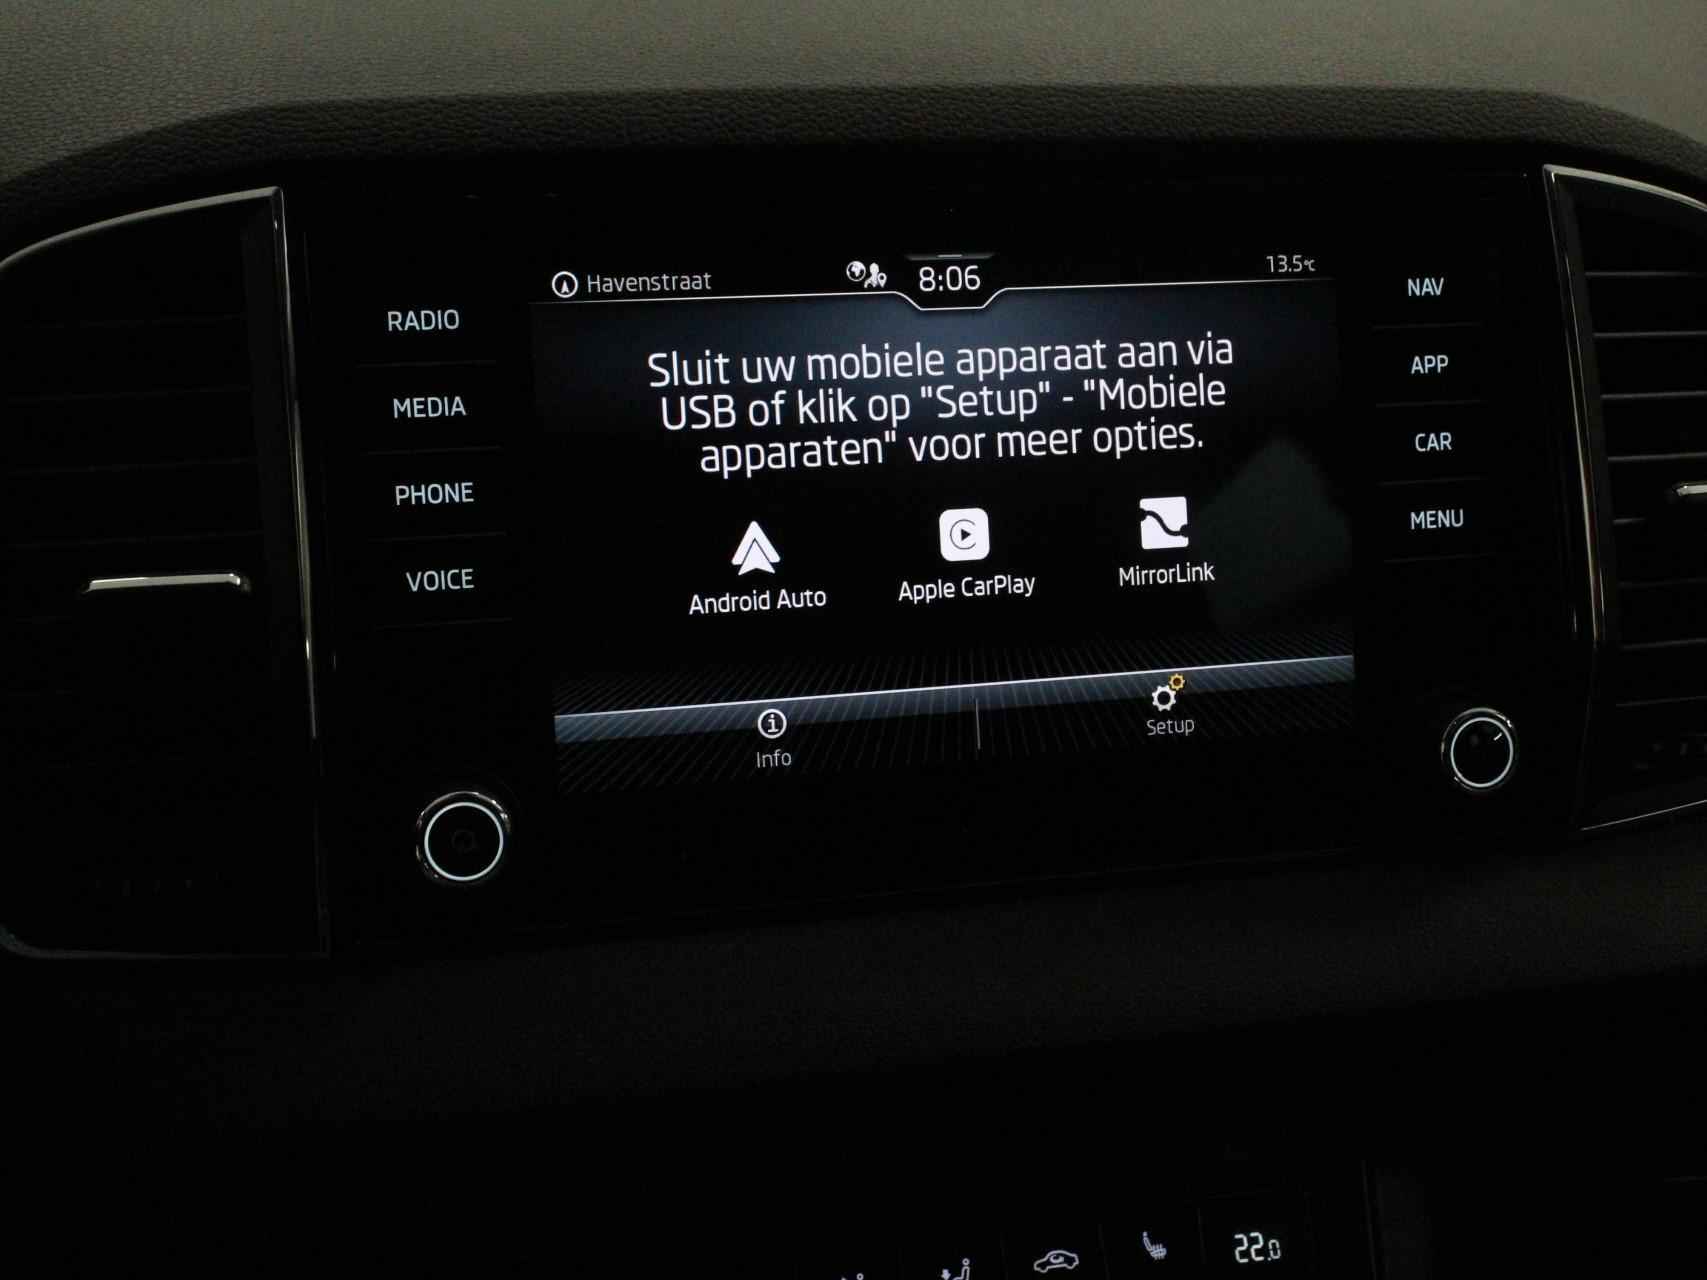 Havenstraat
8:06
13.5°C
RADIO
MEDIA
PHONE
VOICE
Sluit uw mobiele apparaat aan via
USB of klik op "Setup" - "Mobiele
apparaten" voor meer opties.
Android Auto
Apple CarPlay
MirrorLink
Info
Setup
NAV
APP
CAR
MENU
22.0